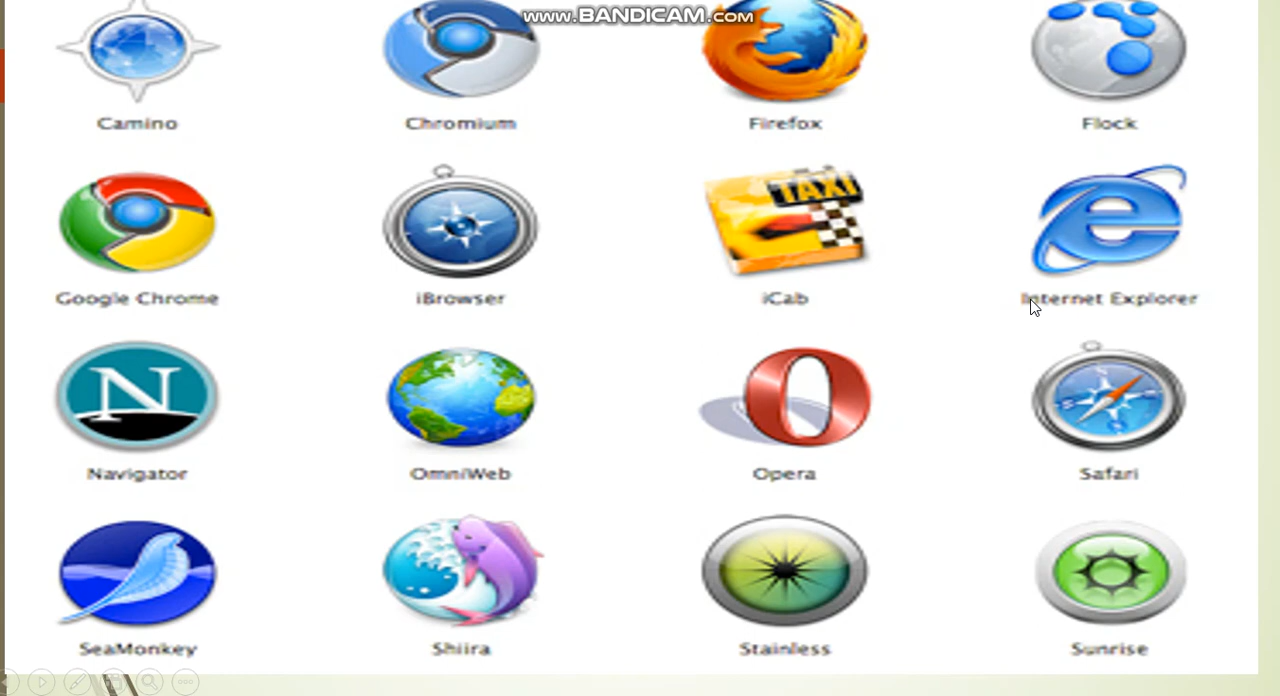 www.BANDICAM.com
Camino Chromium Firefox Flock
TAXI
Google Chrome iBrowser iCab Internet Explorer
N
Navigator OmniWeb Opera Safari
SeaMonkey Shiira Stainless Sunrise